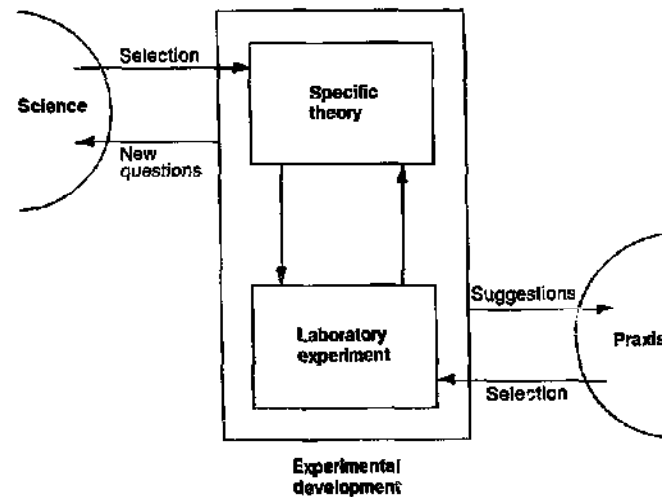 Selection
Science
Specific
theory
New
questions
Suggestions
Laboratory
experiment
Praxis
Selection
Experimental
development